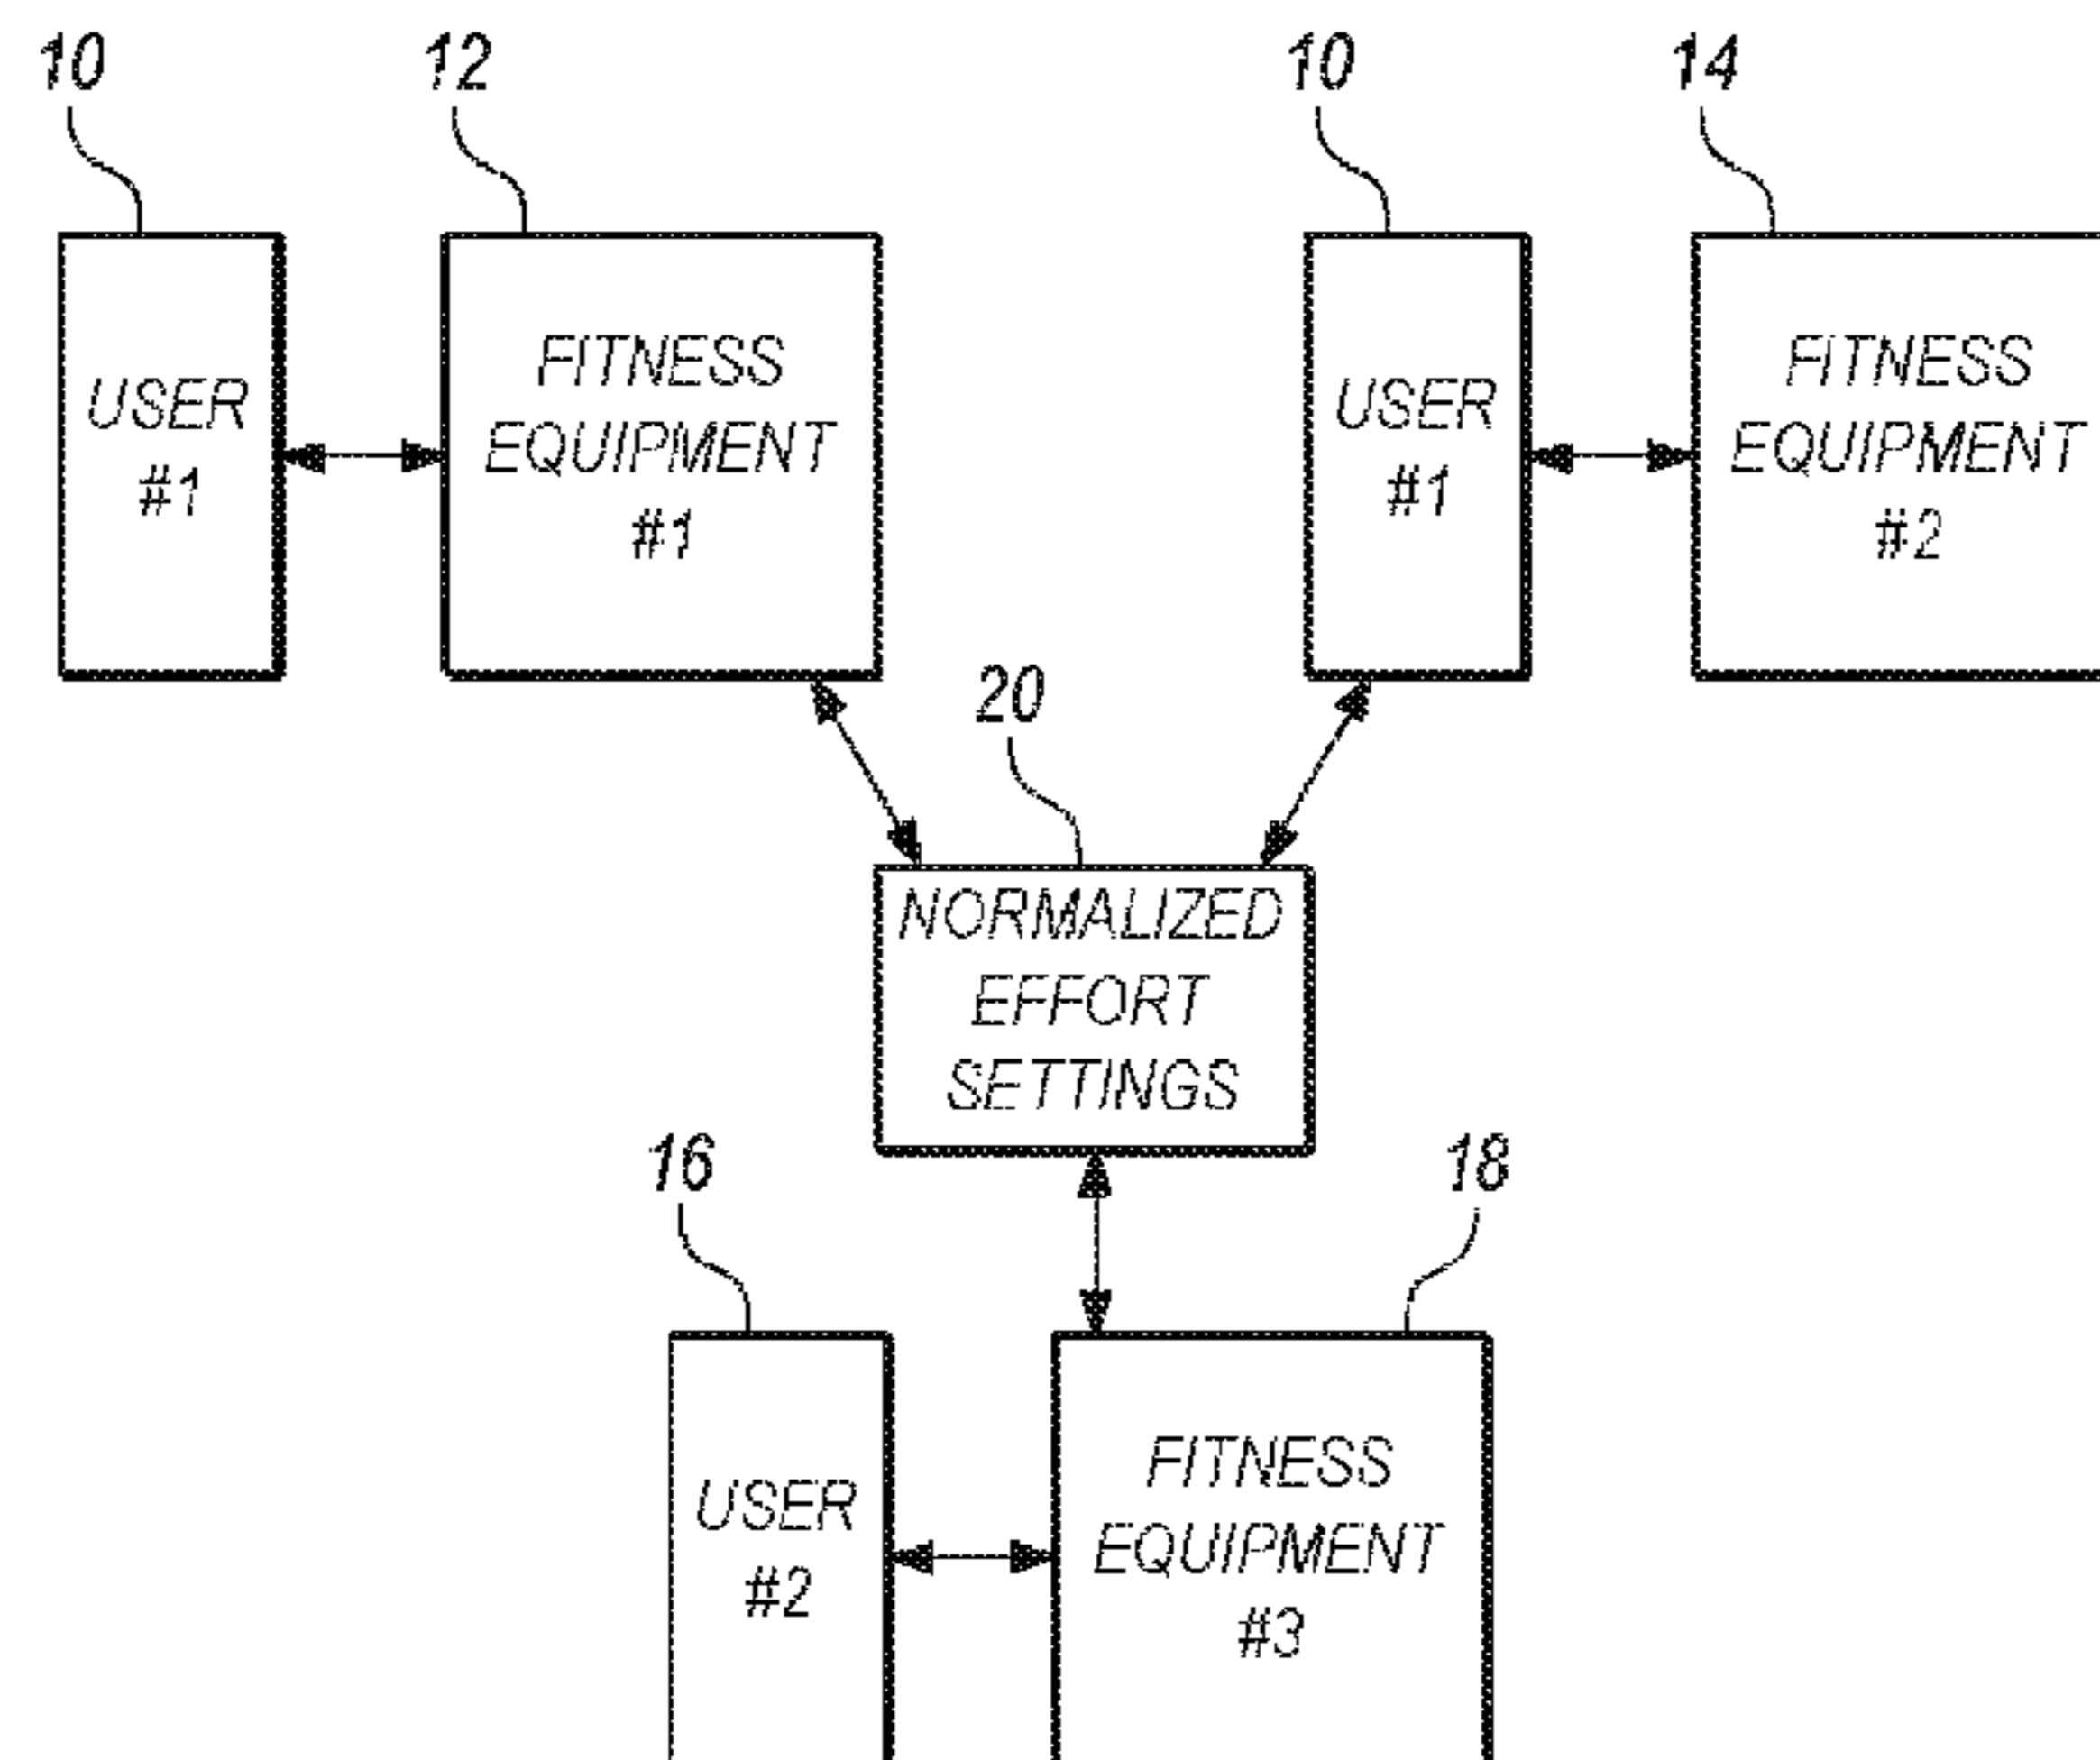 10
12
10
14
USER
#1
FITNESS
EQUIPMENT
#1
USER
#1
FITNESS
EQUIPMENT
#2
20
NORMALIZED
EFFORT
SETTINGS
16
18
USER
#2
FITNESS
EQUIPMENT
#3